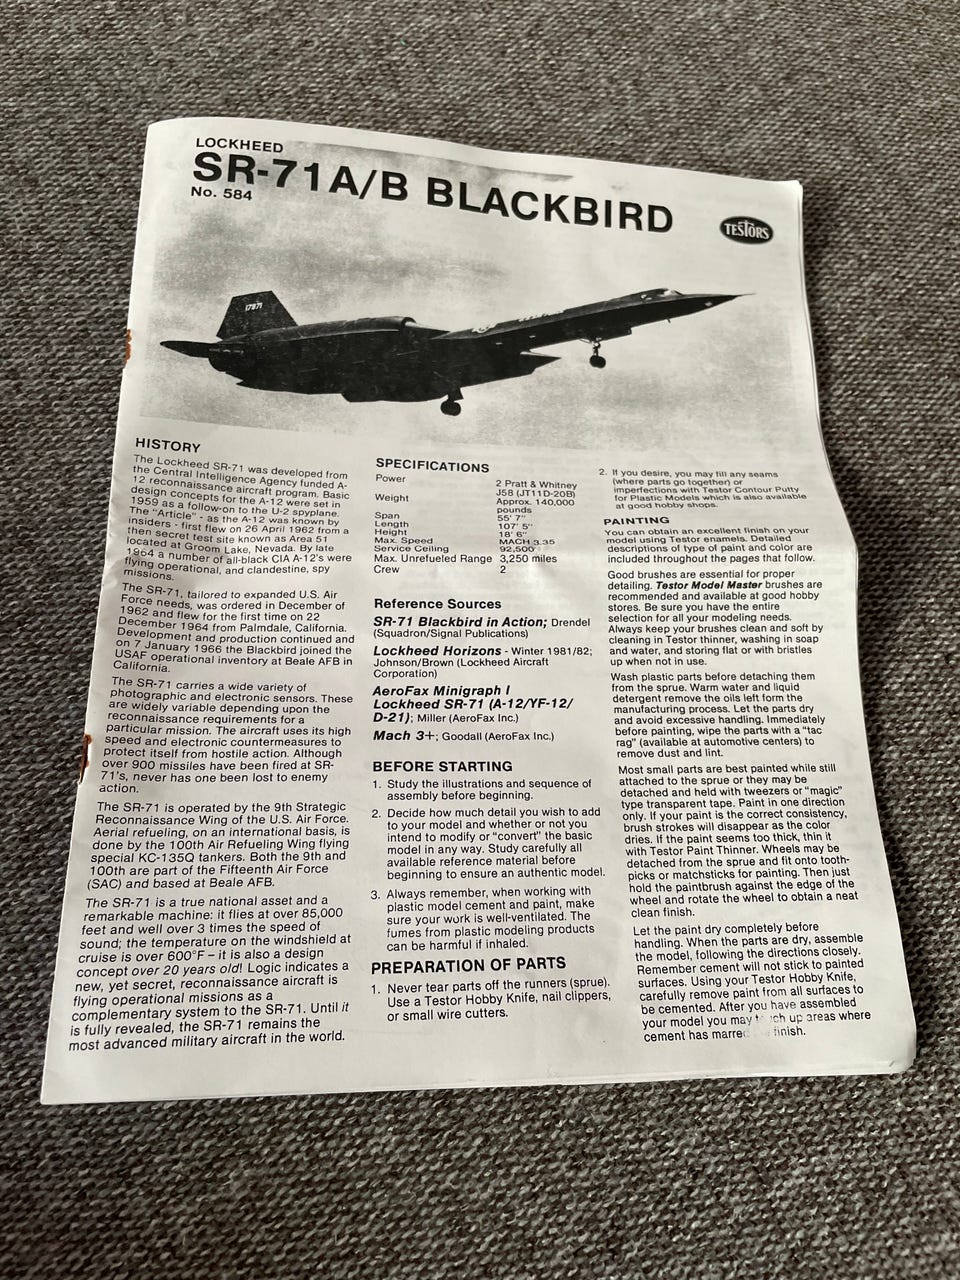 LOCKHEED
SR-71A/B BLACKBIRD
No. 584
TESTORS
17971
HISTORY
The Lockheed SR-71 was developed from
the Central Intelligence Agency funded A-
12 reconnaissance aircraft program. Basic
design concepts for the A-12 were set in
1959 as a follow-on to the U-2 spyplane.
The "Article" - as the A-12 was known by
insiders - first flew on 26 April 1962 from a
then secret test site known as Area 51
located at Groom Lake, Nevada. By late
1964 a number of all-black CIA A-12's were
flying operational, and clandestine, spy
missions.
The SR-71, tailored to expanded U.S. Air
Force needs, was ordered in December of
1962 and flew for the first time on 22
December 1964 from Palmdale, California.
Development and production continued and
on 7 January 1966 the Blackbird joined the
USAF operational inventory at Beale AFB in
California.
The SR-71 carries a wide variety of
photographic and electronic sensors. These
are widely variable depending upon the
reconnaissance requirements for a
particular mission. The aircraft uses its high
speed and electronic countermeasures to
protect itself from hostile action. Although
over 900 missiles have been fired at SR-
71's, never has one been lost to enemy
action.
The SR-71 is operated by the 9th Strategic
Reconnaissance Wing of the U.S. Air Force.
Aerial refueling, on an international basis, is
done by the 100th Air Refueling Wing flying
special KC-135Q tankers. Both the 9th and
100th are part of the Fifteenth Air Force
(SAC) and based at Beale AFB.
The SR-71 is a true national asset and a
remarkable machine: it flies at over 85,000
feet and well over 3 times the speed of
sound; the temperature on the windshield at
cruise is over 600°F – it is also a design
concept over 20 years old! Logic indicates a
new, yet secret, reconnaissance aircraft is
flying operational missions as a
complementary system to the SR-71. Until it
is fully revealed, the SR-71 remains the
most advanced military aircraft in the world.
SPECIFICATIONS
Power 2 Pratt & Whitney
J58 (JT11D-20B)
Weight Approx. 140,000
pounds
Span 55' 7"
Length 107' 5"
Height 18' 6"
Max. Speed MACH 3.35
Service Ceiling 92,500'
Max. Unrefueled Range 3,250 miles
Crew 2
Reference Sources
SR-71 Blackbird in Action; Drendel
(Squadron/Signal Publications)
Lockheed Horizons - Winter 1981/82;
Johnson/Brown (Lockheed Aircraft
Corporation)
AeroFax Minigraph I
Lockheed SR-71 (A-12/YF-12/
D-21); Miller (AeroFax Inc.)
Mach 3+; Goodall (AeroFax Inc.)
BEFORE STARTING
1. Study the illustrations and sequence of
assembly before beginning.
2. Decide how much detail you wish to add
to your model and whether or not you
intend to modify or "convert" the basic
model in any way. Study carefully all
available reference material before
beginning to ensure an authentic model.
3. Always remember, when working with
plastic model cement and paint, make
sure your work is well-ventilated. The
fumes from plastic modeling products
can be harmful if inhaled.
PREPARATION OF PARTS
1. Never tear parts off the runners (sprue).
Use a Testor Hobby Knife, nail clippers,
or small wire cutters.
2. If you desire, you may fill any seams
(where parts go together) or
imperfections with Testor Contour Putty
for Plastic Models which is also available
at good hobby shops.
PAINTING
You can obtain an excellent finish on your
model using Testor enamels. Detailed
descriptions of type of paint and color are
included throughout the pages that follow.
Good brushes are essential for proper
detailing. Testor Model Master brushes are
recommended and available at good hobby
stores. Be sure you have the entire
selection for all your modeling needs.
Always keep your brushes clean and soft by
cleaning in Testor thinner, washing in soap
and water, and storing flat or with bristles
up when not in use.
Wash plastic parts before detaching them
from the sprue. Warm water and liquid
detergent remove the oils left form the
manufacturing process. Let the parts dry
and avoid excessive handling. Immediately
before painting, wipe the parts with a "tac
rag" (available at automotive centers) to
remove dust and lint.
Most small parts are best painted while still
attached to the sprue or they may be
detached and held with tweezers or "magic"
type transparent tape. Paint in one direction
only. If your paint is the correct consistency,
brush strokes will disappear as the color
dries. If the paint seems too thick, thin it
with Testor Paint Thinner. Wheels may be
detached from the sprue and fit onto tooth-
picks or matchsticks for painting. Then just
hold the paintbrush against the edge of the
wheel and rotate the wheel to obtain a neat
clean finish.
Let the paint dry completely before
handling. When the parts are dry, assemble
the model, following the directions closely.
Remember cement will not stick to painted
surfaces. Using your Testor Hobby Knife,
carefully remove paint from all surfaces to
be cemented. After you have assembled
your model you may up areas where
cement has finish.